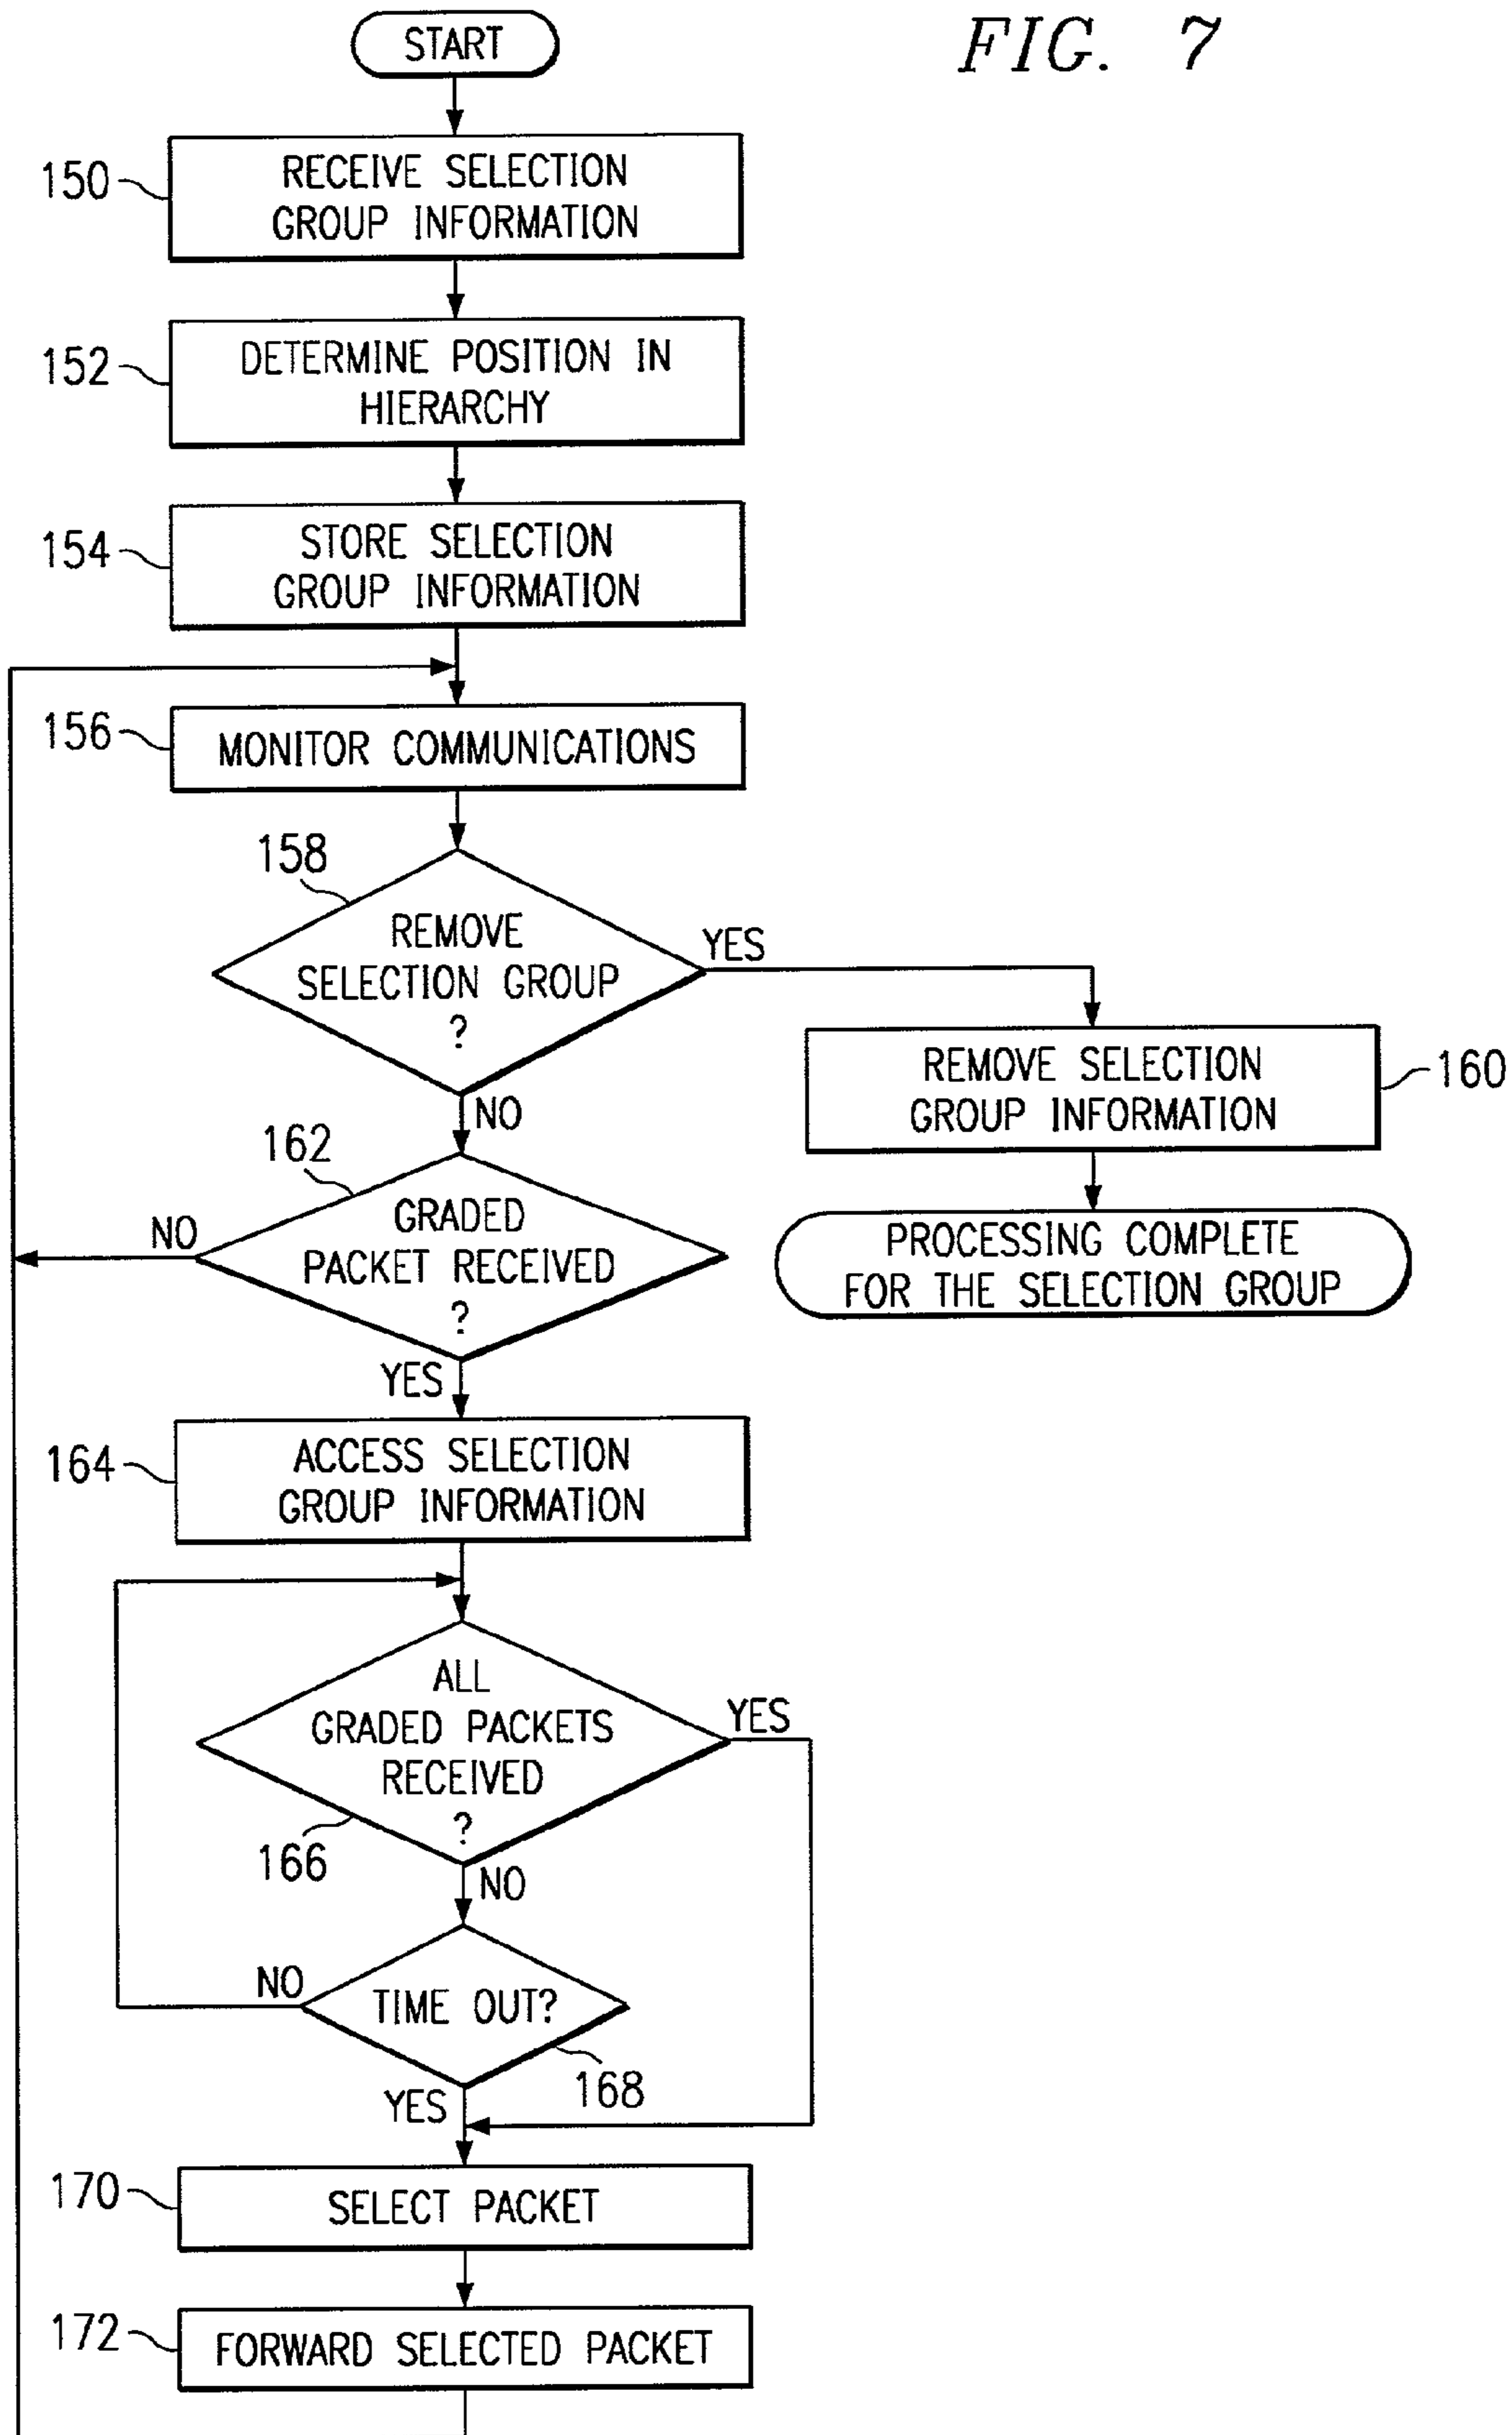 FIG. 7
START
150
RECEIVE SELECTION
GROUP INFORMATION
152
DETERMINE POSITION IN
HIERARCHY
154
STORE SELECTION
GROUP INFORMATION
156
MONITOR COMMUNICATIONS
158
REMOVE
SELECTION GROUP
?
YES
NO
REMOVE SELECTION
GROUP INFORMATION
160
PROCESSING COMPLETE
FOR THE SELECTION GROUP
162
GRADED
PACKET RECEIVED
?
NO
YES
164
ACCESS SELECTION
GROUP INFORMATION
ALL
GRADED PACKETS
RECEIVED
?
YES
166
NO
TIME OUT?
NO
168
YES
170
SELECT PACKET
172
FORWARD SELECTED PACKET